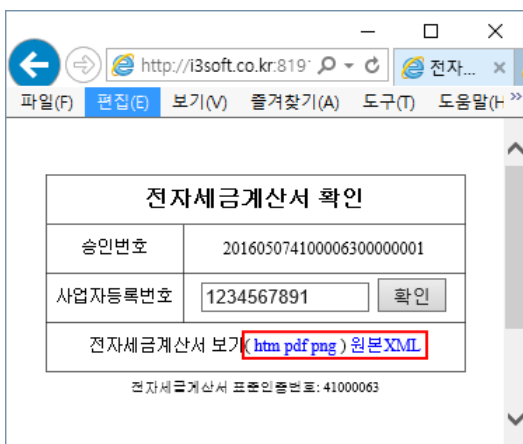 http://i3soft.co.kr:819
전자...
파일(F) 편집(E) 보기(V) 즐겨찾기(A) 도구(T) 도움말(H
전자세금계산서 확인
승인번호 201605074100006300000001
사업자등록번호 1234567891 확인
전자세금계산서 보기( htm pdf png ) 원본XML
전자세금계산서 표준인증번호: 41000063